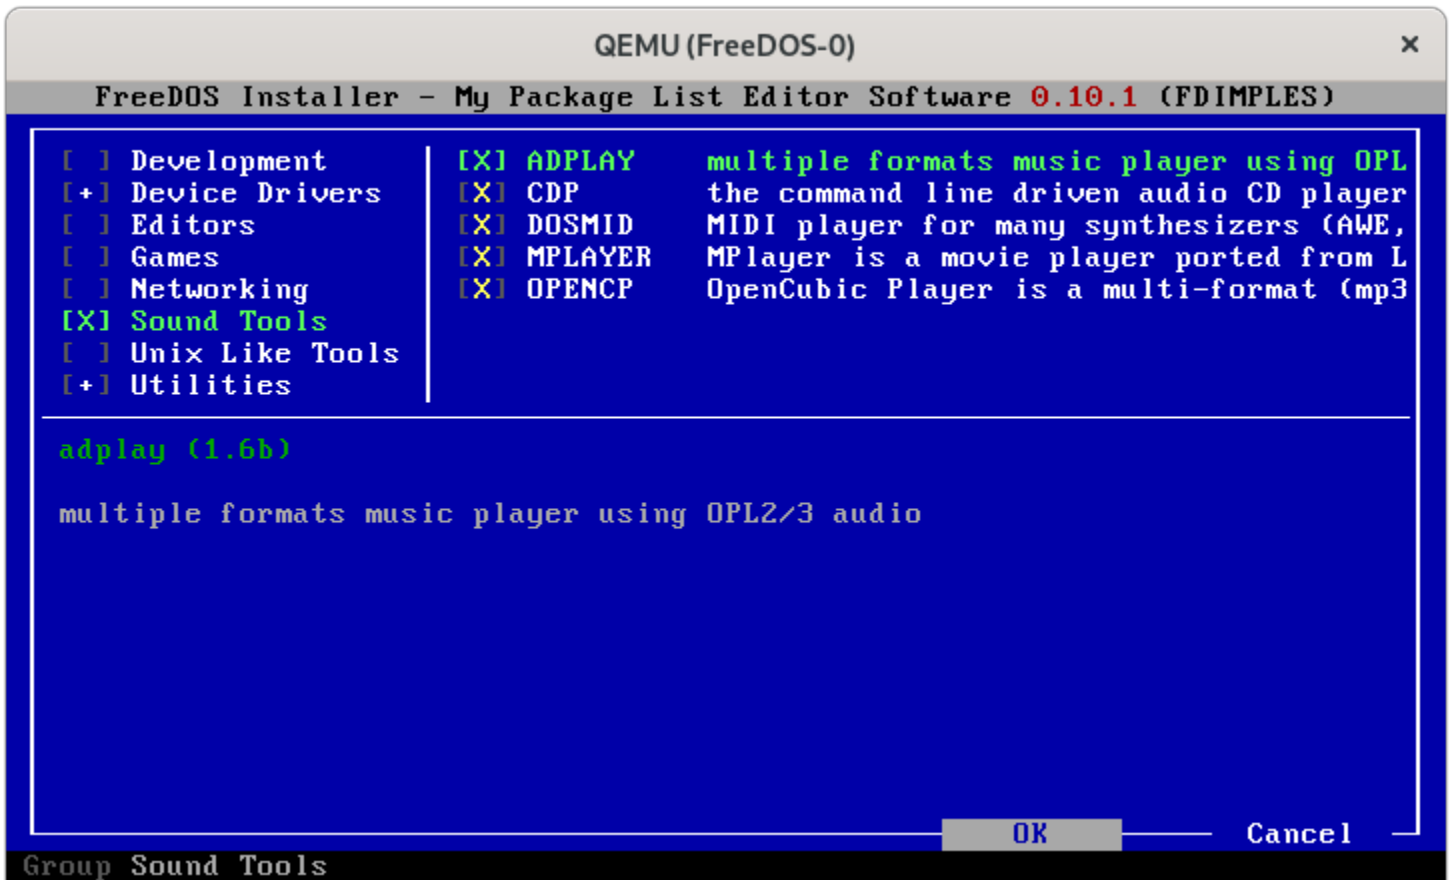 QEMU (FreeDOS-0) ×
FreeDOS Installer - My Package List Editor Software 0.10.1 (FDIMPLES)
[ ] Development
[+] Device Drivers
[ ] Editors
[ ] Games
[ ] Networking
[X] Sound Tools
[ ] Unix Like Tools
[+] Utilities
[X] ADPLAY multiple formats music player using OPL
[X] CDP the command line driven audio CD player
[X] DOSMID MIDI player for many synthesizers (AWE,
[X] MPLAYER MPlayer is a movie player ported from L
[X] OPENCP OpenCubic Player is a multi-format (mp3
adplay (1.6b)
multiple formats music player using OPL2/3 audio
OK Cancel
Group Sound Tools